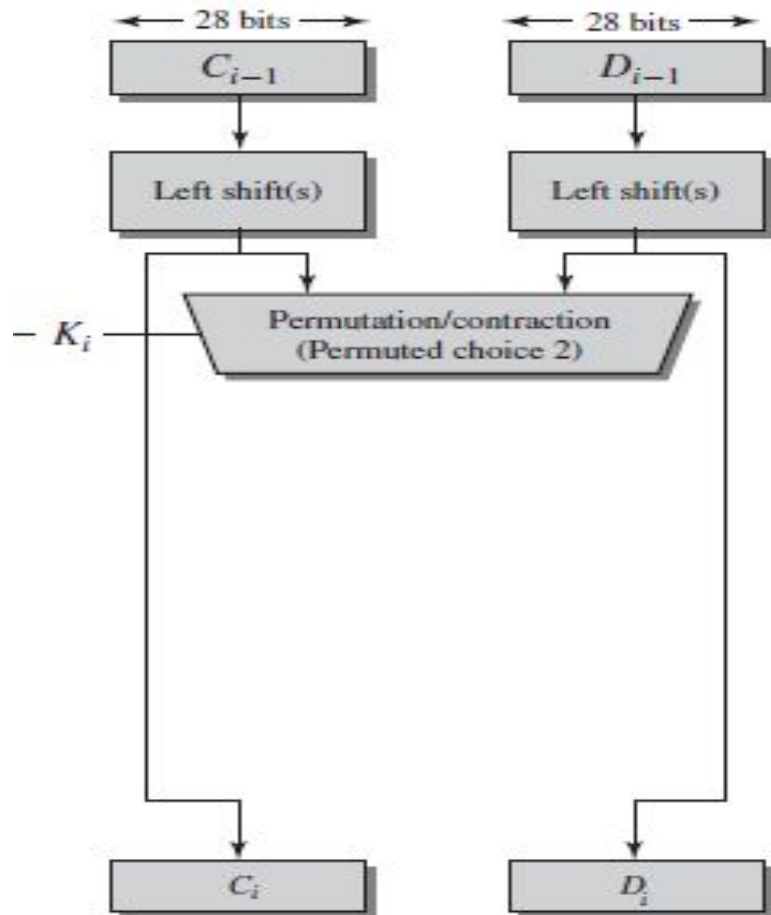 28 bits 28 bits
C_{i−1} D_{i−1}
Left shift(s) Left shift(s)
Permutation/contraction
– K_i (Permuted choice 2)
C_i D_i